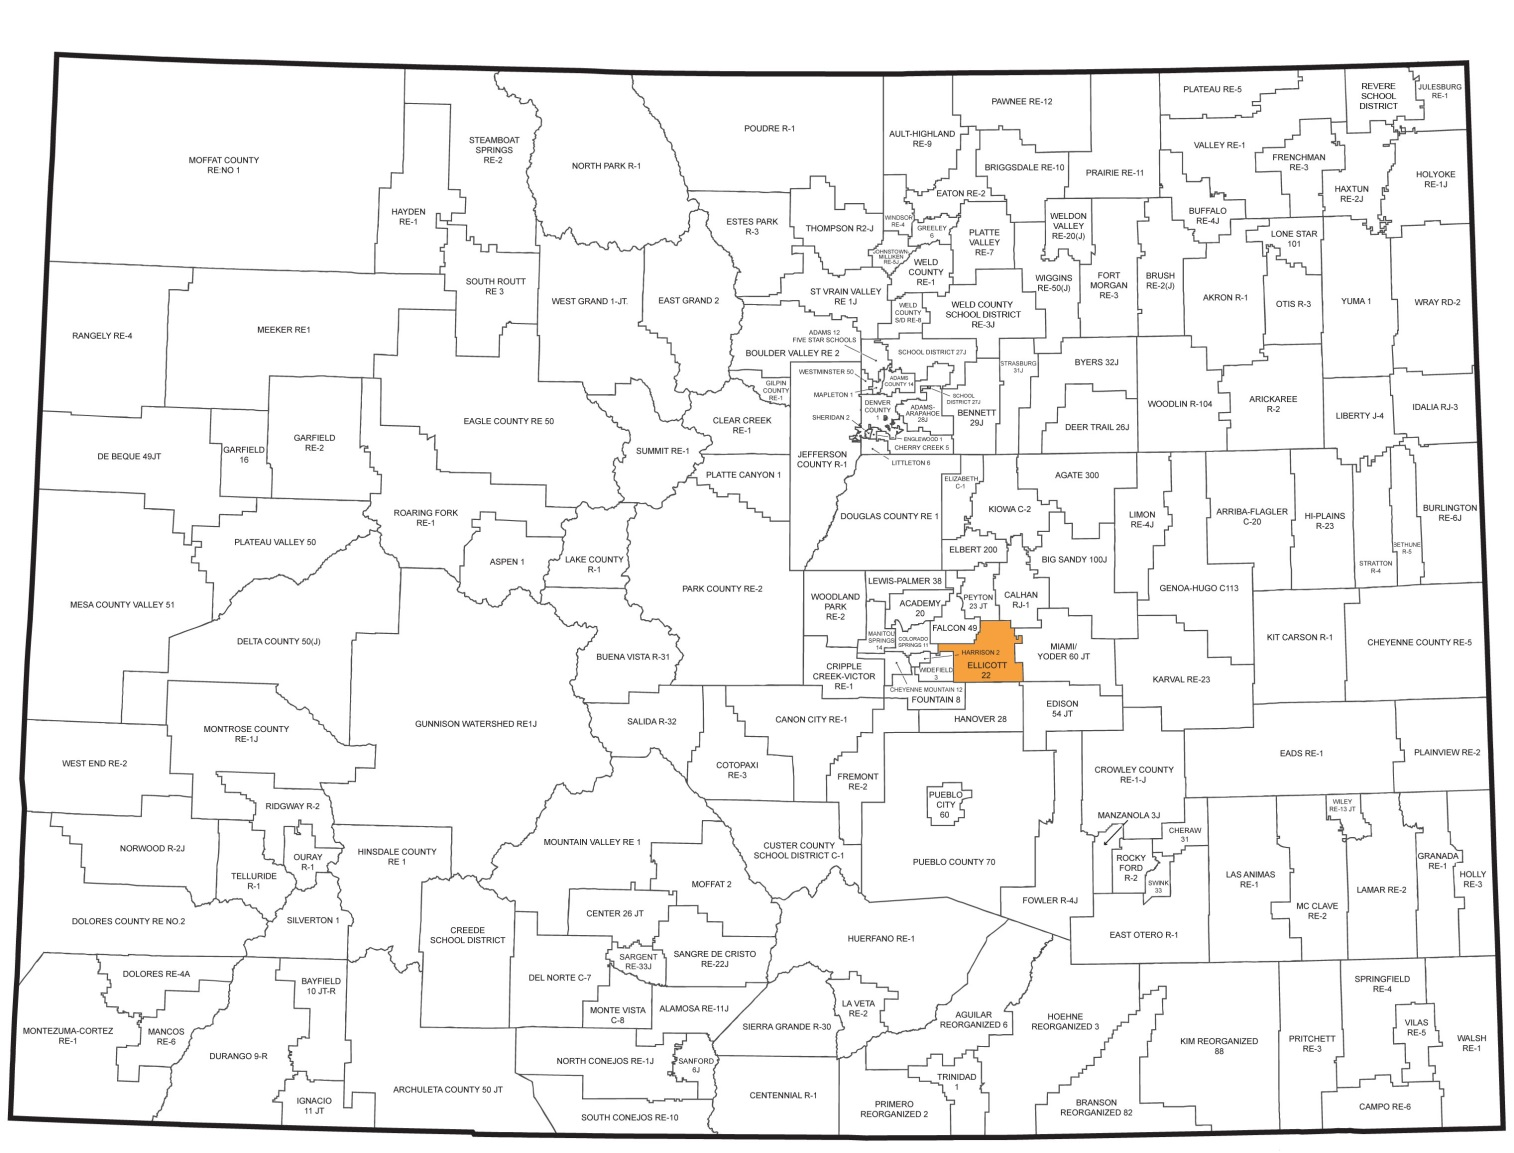 PLATEAU RE-5
REVERE
SCHOOL
DISTRICT
JULESBURG
RE-1
PAWNEE RE-12
POUDRE R-1
AULT-HIGHLAND
RE-9
STEAMBOAT
SPRINGS
RE-2
MOFFAT COUNTY
RE:NO 1
NORTH PARK R-1
BRIGGSDALE RE-10
PRAIRIE RE-11
VALLEY RE-1
FRENCHMAN
RE-3
HOLYOKE
RE-1J
HAXTUN
RE-2J
EATON RE-2
HAYDEN
RE-1
ESTES PARK
R-3
THOMPSON R2-J
WINDSOR
RE-4
GREELEY
6
PLATTE
VALLEY
RE-7
WELDON
VALLEY
RE-20(J)
BUFFALO
RE-4J
LONE STAR
101
JOHNSTOWN
MILLIKEN
RE-5J
WELD
COUNTY
RE-1
SOUTH ROUTT
RE 3
WEST GRAND 1-JT.
EAST GRAND 2
ST VRAIN VALLEY
RE 1J
WIGGINS
RE-50(J)
FORT
MORGAN
RE-3
BRUSH
RE-2(J)
AKRON R-1
OTIS R-3
YUMA 1
WRAY RD-2
WELD
COUNTY
S/D RE-8
WELD COUNTY
SCHOOL DISTRICT
RE-3J
RANGELY RE-4
MEEKER RE1
ADAMS 12
FIVE STAR SCHOOLS
BOULDER VALLEY RE 2
SCHOOL DISTRICT 27J
STRASBURG
31J
BYERS 32J
WESTMINSTER 50
ADAMS
COUNTY 14
GILPIN
COUNTY
RE-1
MAPLETON 1
SCHOOL
DISTRICT 27J
DENVER
COUNTY
1
ADAMS-
ARAPAHOE
28J
BENNETT
29J
WOODLIN R-104
ARICKAREE
R-2
LIBERTY J-4
IDALIA RJ-3
SHERIDAN 2
DEER TRAIL 26J
CLEAR CREEK
RE-1
EAGLE COUNTY RE 50
ENGLEWOOD 1
CHERRY CREEK 5
LITTLETON 6
GARFIELD
RE-2
GARFIELD
16
DE BEQUE 49JT
SUMMIT RE-1
JEFFERSON
COUNTY R-1
PLATTE CANYON 1
ELIZABETH
C-1
AGATE 300
KIOWA C-2
DOUGLAS COUNTY RE 1
LIMON
RE-4J
ARRIBA-FLAGLER
C-20
HI-PLAINS
R-23
BURLINGTON
RE-6J
BETHUNE
R-5
STRATTON
R-4
ROARING FORK
RE-1
PLATEAU VALLEY 50
ASPEN 1
LAKE COUNTY
R-1
ELBERT 200
BIG SANDY 100J
LEWIS-PALMER 38
PARK COUNTY RE-2
GENOA-HUGO C113
WOODLAND
PARK
RE-2
ACADEMY
20
PEYTON
23 JT
CALHAN
RJ-1
MESA COUNTY VALLEY 51
FALCON 49
DELTA COUNTY 50(J)
MANITOU
SPRINGS
14
COLORADO
SPRINGS 11
KIT CARSON R-1
CHEYENNE COUNTY RE-5
BUENA VISTA R-31
HARRISON 2
MIAMI/
YODER 60 JT
CRIPPLE
CREEK-VICTOR
RE-1
WIDEFIELD
3
ELLICOTT
22
KARVAL RE-23
CHEYENNE MOUNTAIN 12
FOUNTAIN 8
EDISON
54 JT
GUNNISON WATERSHED RE1J
SALIDA R-32
CANON CITY RE-1
HANOVER 28
MONTROSE COUNTY
RE-1J
EADS RE-1
PLAINVIEW RE-2
WEST END RE-2
COTOPAXI
RE-3
FREMONT
RE-2
CROWLEY COUNTY
RE-1-J
RIDGWAY R-2
PUEBLO
CITY
60
MANZANOLA 3J
WILEY
RE-13 JT
CHERAW
31
NORWOOD R-2J
OURAY
R-1
HINSDALE COUNTY
RE 1
MOUNTAIN VALLEY RE 1
CUSTER COUNTY
SCHOOL DISTRICT C-1
PUEBLO COUNTY 70
ROCKY
FORD
R-2
SWINK
33
LAS ANIMAS
RE-1
LAMAR RE-2
GRANADA
RE-1
HOLLY
RE-3
TELLURIDE
R-1
MOFFAT 2
FOWLER R-4J
MC CLAVE
RE-2
DOLORES COUNTY RE NO.2
SILVERTON 1
CENTER 26 JT
CREEDE
SCHOOL DISTRICT
EAST OTERO R-1
HUERFANO RE-1
SARGENT
RE-33J
SANGRE DE CRISTO
RE-22J
DOLORES RE-4A
BAYFIELD
10 JT-R
DEL NORTE C-7
SPRINGFIELD
RE-4
MONTE VISTA
C-8
ALAMOSA RE-11J
LA VETA
RE-2
SIERRA GRANDE R-30
AGUILAR
REORGANIZED 6
HOEHNE
REORGANIZED 3
VILAS
RE-5
MONTEZUMA-CORTEZ
RE-1
MANCOS
RE-6
DURANGO 9-R
KIM REORGANIZED
88
PRITCHETT
RE-3
WALSH
RE-1
NORTH CONEJOS RE-1J
SANFORD
6J
TRINIDAD
1
ARCHULETA COUNTY 50 JT
CENTENNIAL R-1
IGNACIO
11 JT
PRIMERO
REORGANIZED 2
BRANSON
REORGANIZED 82
CAMPO RE-6
SOUTH CONEJOS RE-10